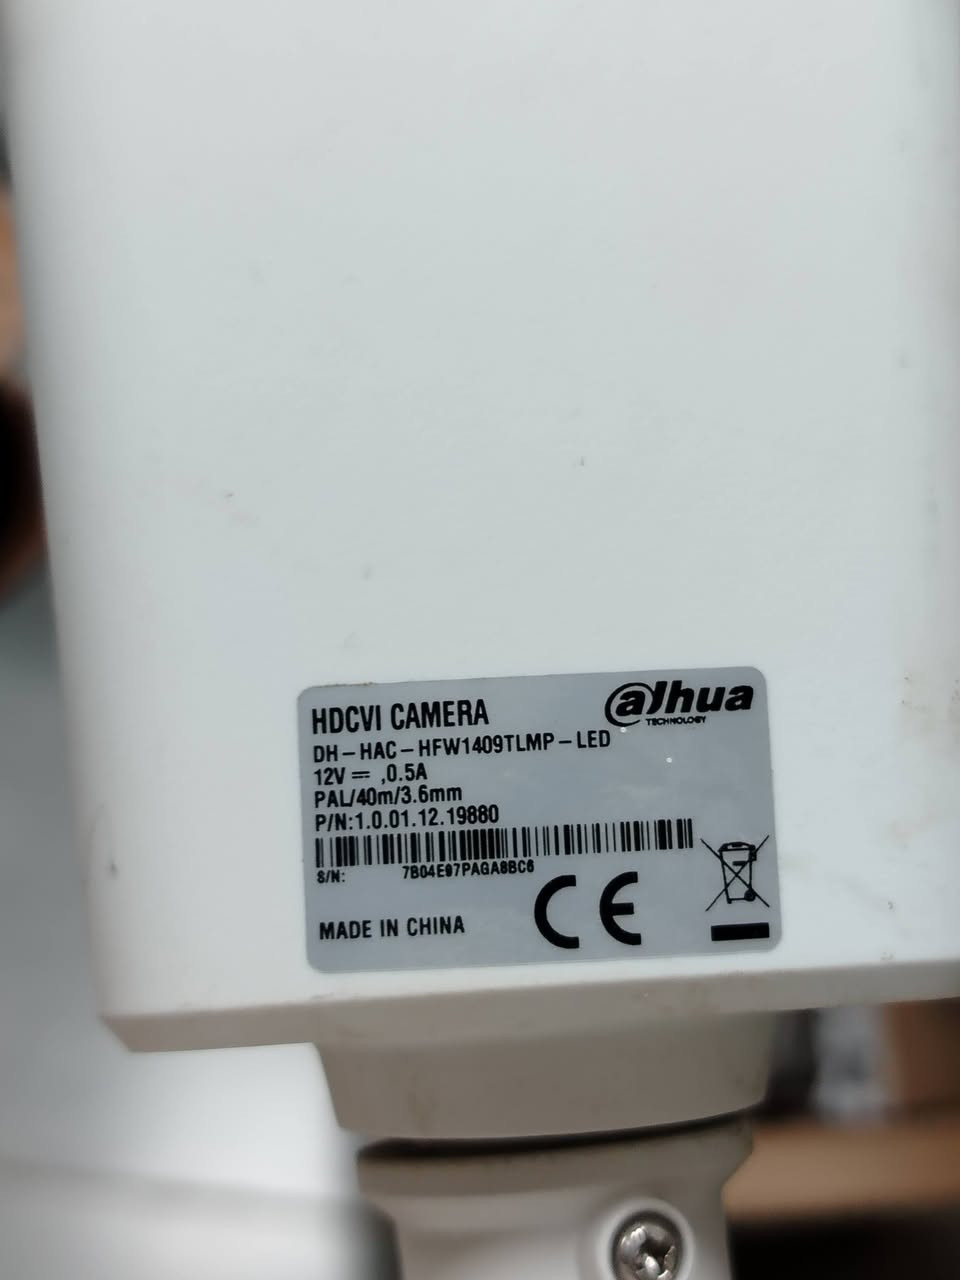 HDCVI CAMERA
alhua
TECHNOLOGY
DH-HAC-HFW1409TLMP-LED
12V ⎓ ,0.5A
PAL/40m/3.6mm
P/N:1.0.01.12.19880
S/N: 7B04E97PAGA8BC6
MADE IN CHINA
CE